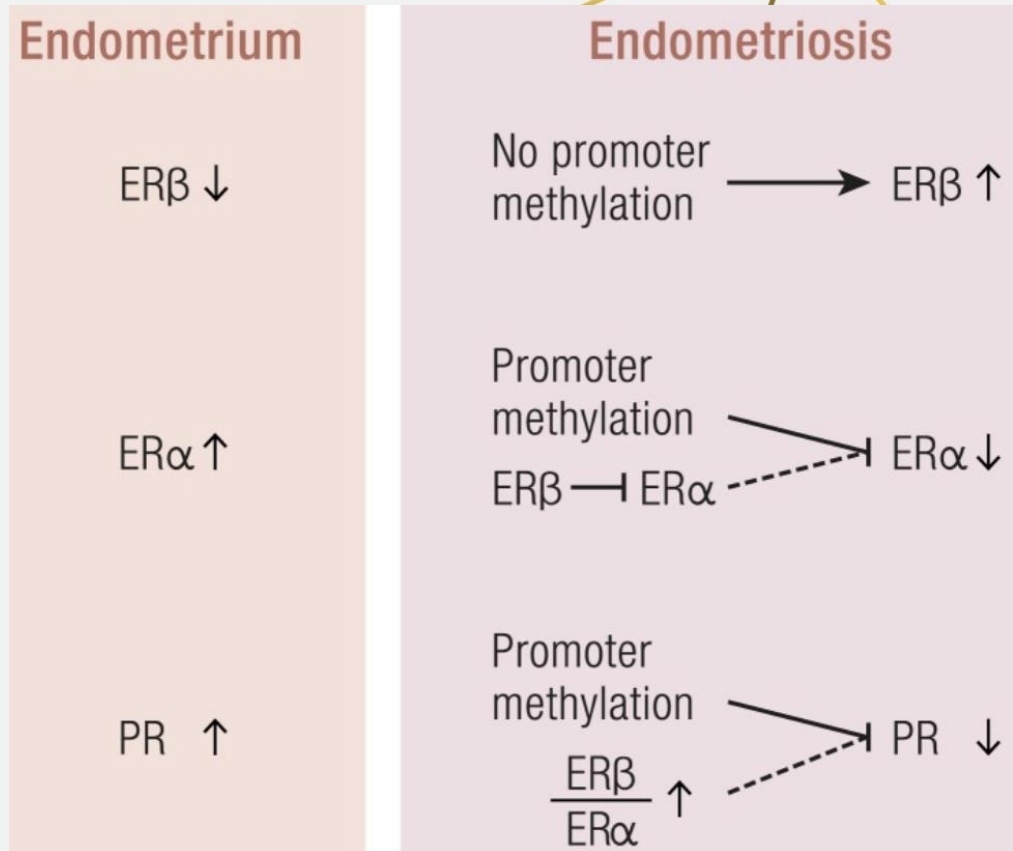 Endometrium
Endometriosis
ERβ ↓
No promoter
methylation
ERβ ↑
ERα ↑
Promoter
methylation
ERβ ERα
ERα ↓
PR ↑
Promoter
methylation
PR ↓
ERβ
ERα
↑